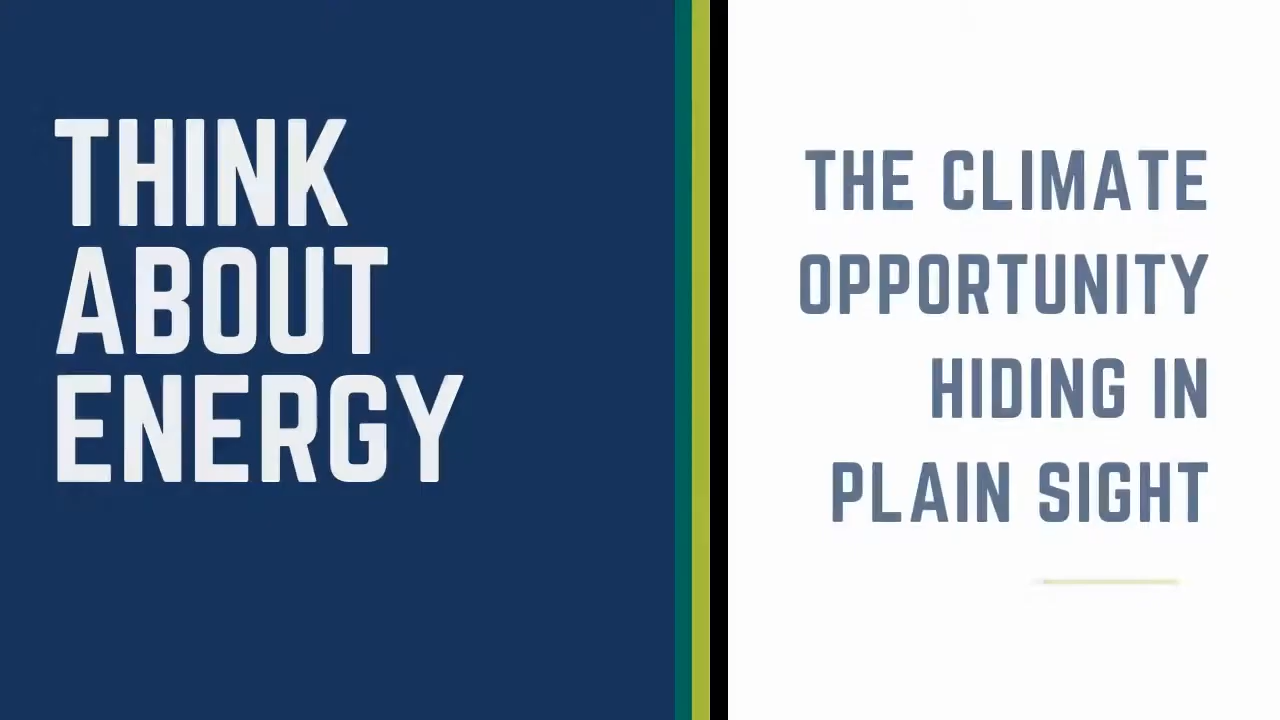 THINK
ABOUT
ENERGY
THE CLIMATE
OPPORTUNITY
HIDING IN
PLAIN SIGHT